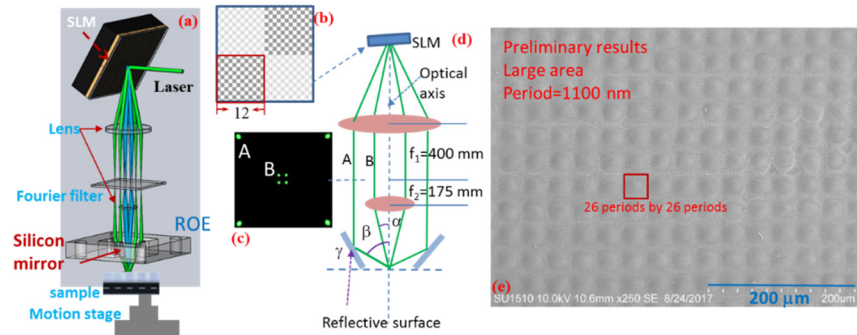 SLM
(a)
Laser
Lens
Fourier filter
ROE
Silicon
mirror
sample
Motion stage
(b)
12
A
B
(c)
(d)
SLM
Optical
axis
A
B
f₁=400 mm
f₂=175 mm
α
β
γ
Reflective surface
Preliminary results
Large area
Period=1100 nm
26 periods by 26 periods
(e)
200 μm
SU1510 10.0kV 10.6mm x250 SE 8/24/2017
200um